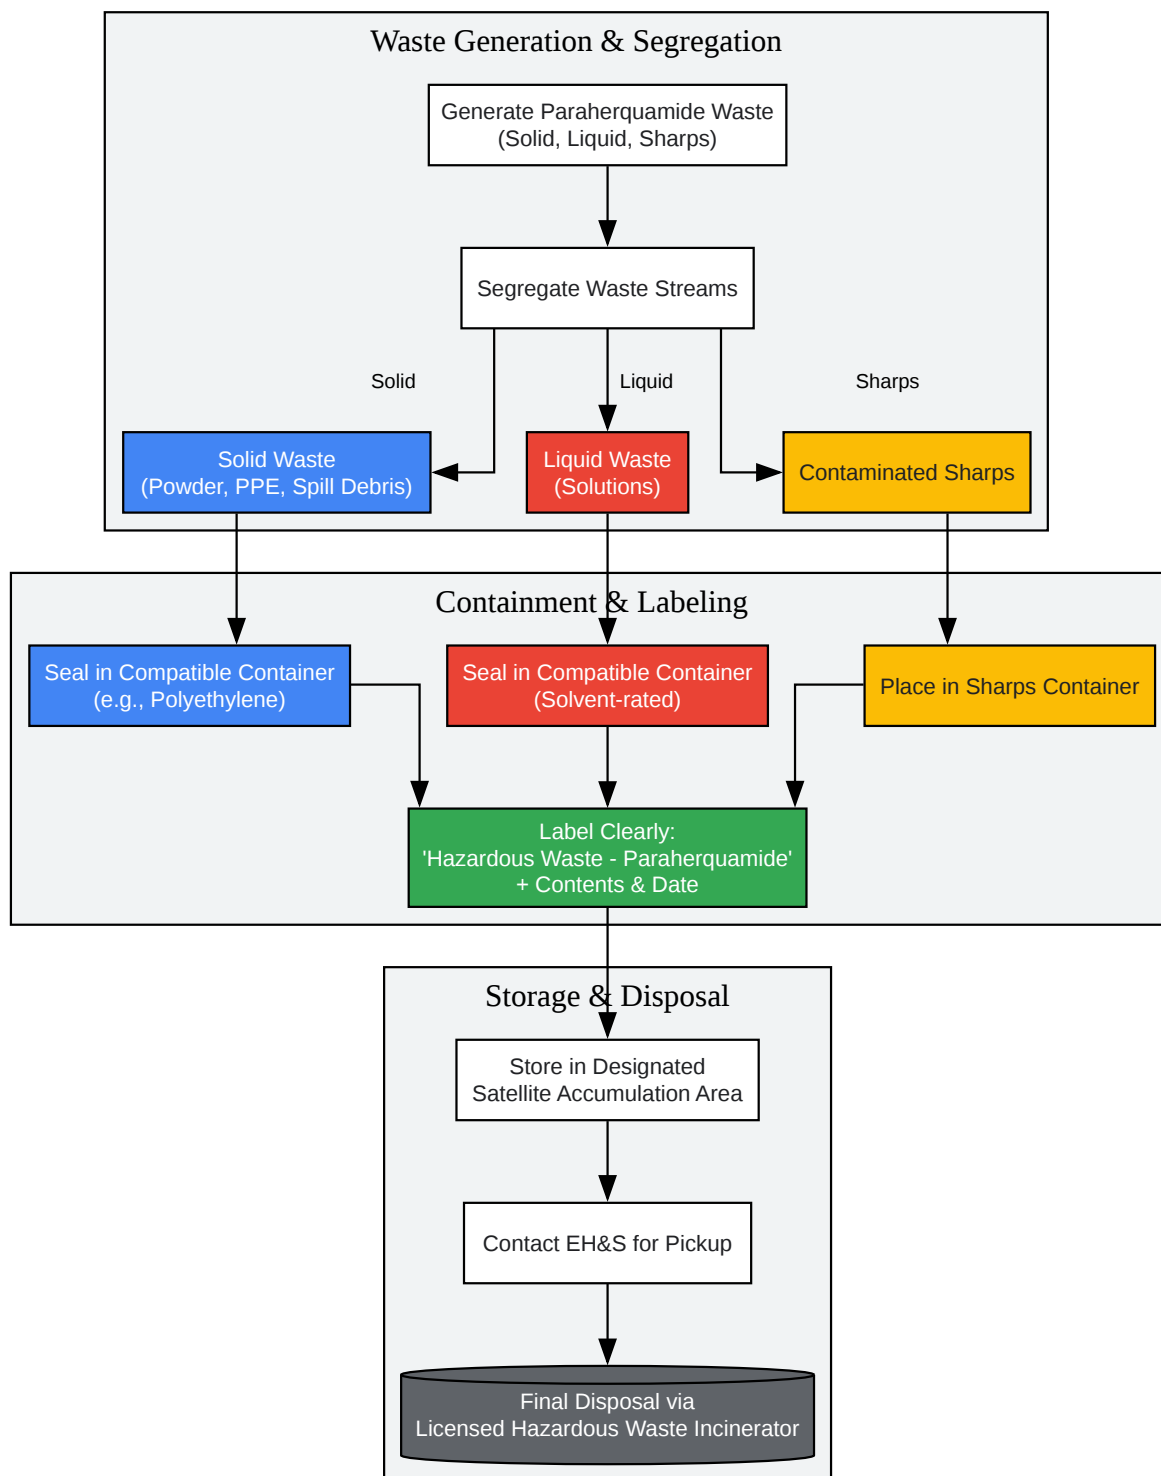 Waste Generation & Segregation
Generate Paraherquamide Waste
(Solid, Liquid, Sharps)
Segregate Waste Streams
Solid
Liquid
Sharps
Solid Waste
(Powder, PPE, Spill Debris)
Liquid Waste
(Solutions)
Contaminated Sharps
Containment & Labeling
Seal in Compatible Container
(e.g., Polyethylene)
Seal in Compatible Container
(Solvent-rated)
Place in Sharps Container
Label Clearly:
'Hazardous Waste - Paraherquamide'
+ Contents & Date
Storage & Disposal
Store in Designated
Satellite Accumulation Area
Contact EH&S for Pickup
Final Disposal via
Licensed Hazardous Waste Incinerator